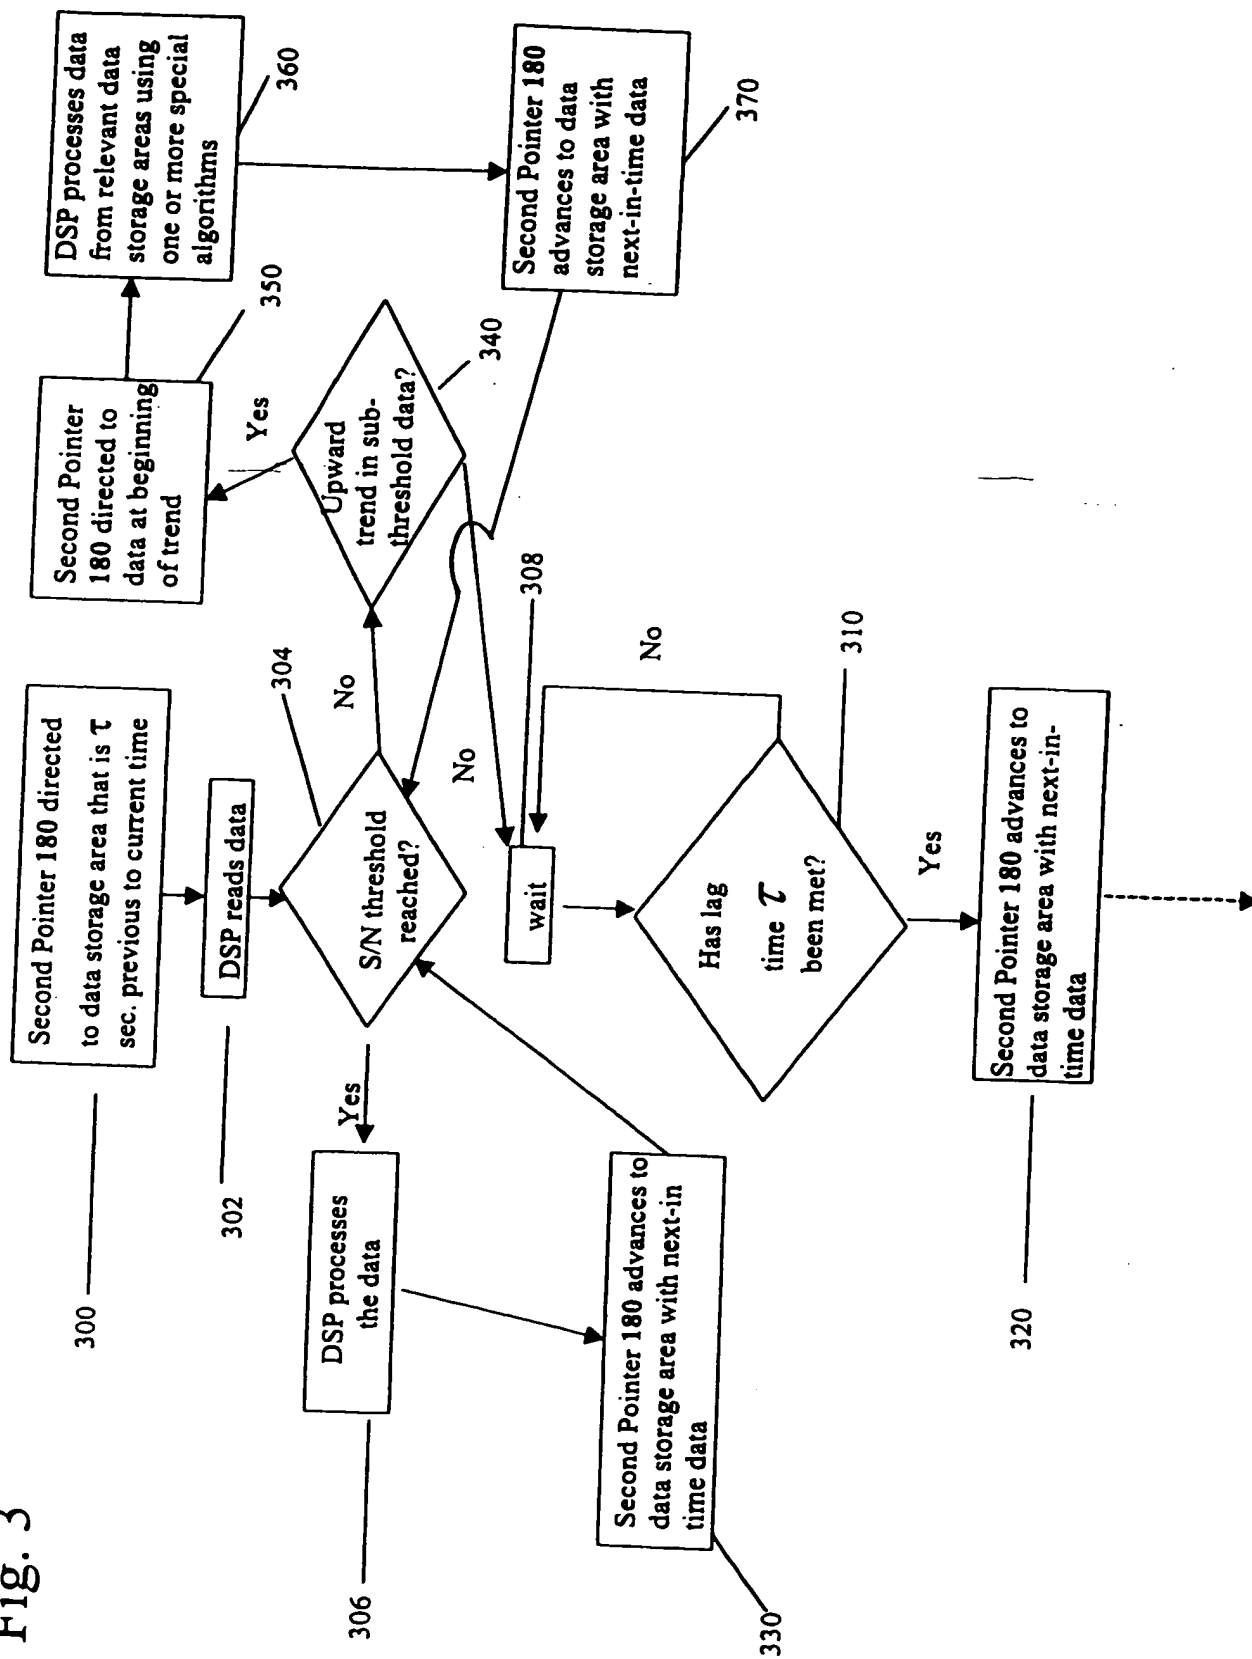 Fig. 3
300
Second Pointer 180 directed
to data storage area that is τ
sec. previous to current time
302
DSP reads data
304
S/N threshold
reached?
Yes
No
306
DSP processes
the data
330
Second Pointer 180 advances to
data storage area with next-in
time data
340
Upward
trend in sub-
threshold data?
Yes
No
350
Second Pointer
180 directed to
data at beginning
of trend
360
DSP processes data
from relevant data
storage areas using
one or more special
algorithms
370
Second Pointer 180
advances to data
storage area with
next-in-time data
308
wait
310
Has lag
time τ
been met?
No
Yes
320
Second Pointer 180 advances to
data storage area with next-in-
time data